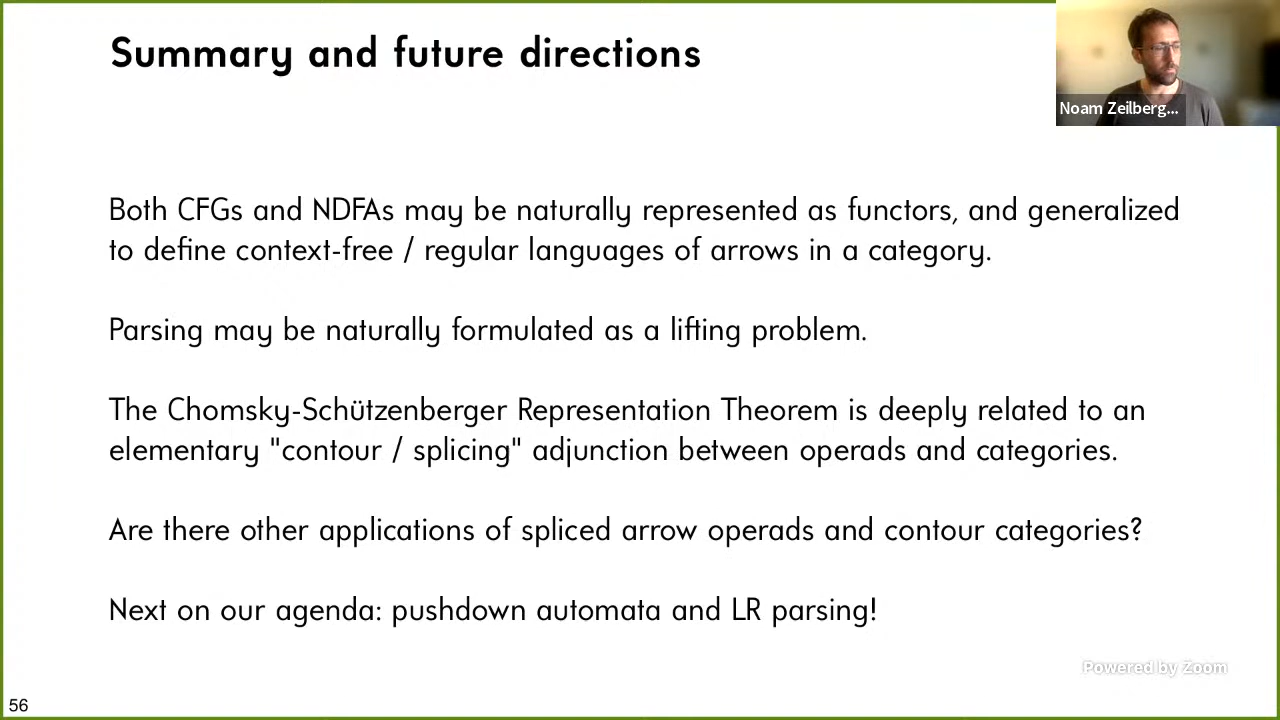 Summary and future directions
Noam Zeilberg...
Both CFGs and NDFAs may be naturally represented as functors, and generalized
to define context-free / regular languages of arrows in a category.
Parsing may be naturally formulated as a lifting problem.
The Chomsky-Schützenberger Representation Theorem is deeply related to an
elementary "contour / splicing" adjunction between operads and categories.
Are there other applications of spliced arrow operads and contour categories?
Next on our agenda: pushdown automata and LR parsing!
Powered by Zoom
56